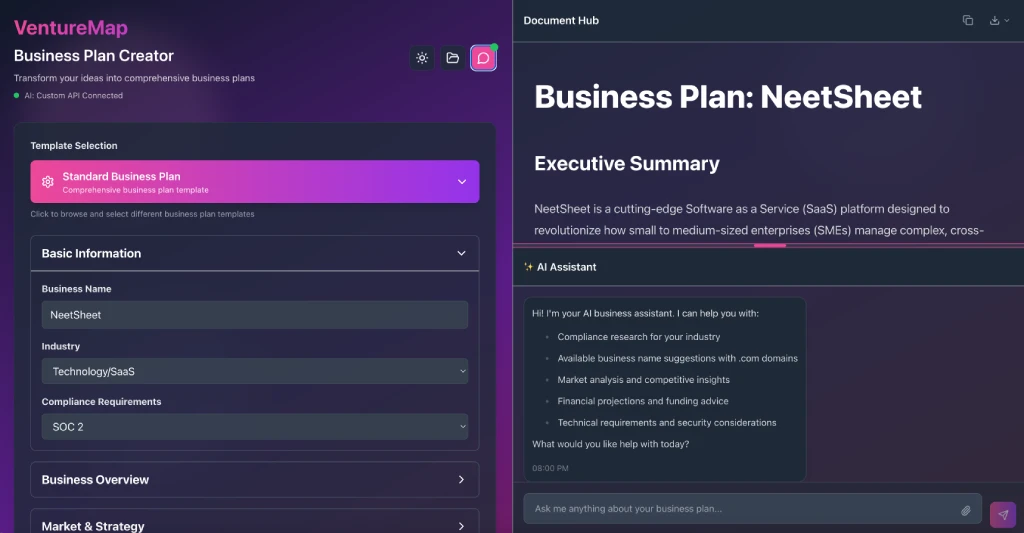 VentureMap
Business Plan Creator
Transform your ideas into comprehensive business plans
AI: Custom API Connected
Template Selection
Standard Business Plan
Comprehensive business plan template
Click to browse and select different business plan templates
Basic Information
Business Name
NeetSheet
Industry
Technology/SaaS
Compliance Requirements
SOC 2
Business Overview
Market & Strategy
Document Hub
Business Plan: NeetSheet
Executive Summary
NeetSheet is a cutting-edge Software as a Service (SaaS) platform designed to
revolutionize how small to medium-sized enterprises (SMEs) manage complex, cross-
✨ AI Assistant
Hi! I'm your AI business assistant. I can help you with:
◦ Compliance research for your industry
◦ Available business name suggestions with .com domains
◦ Market analysis and competitive insights
◦ Financial projections and funding advice
◦ Technical requirements and security considerations
What would you like help with today?
08:00 PM
Ask me anything about your business plan...